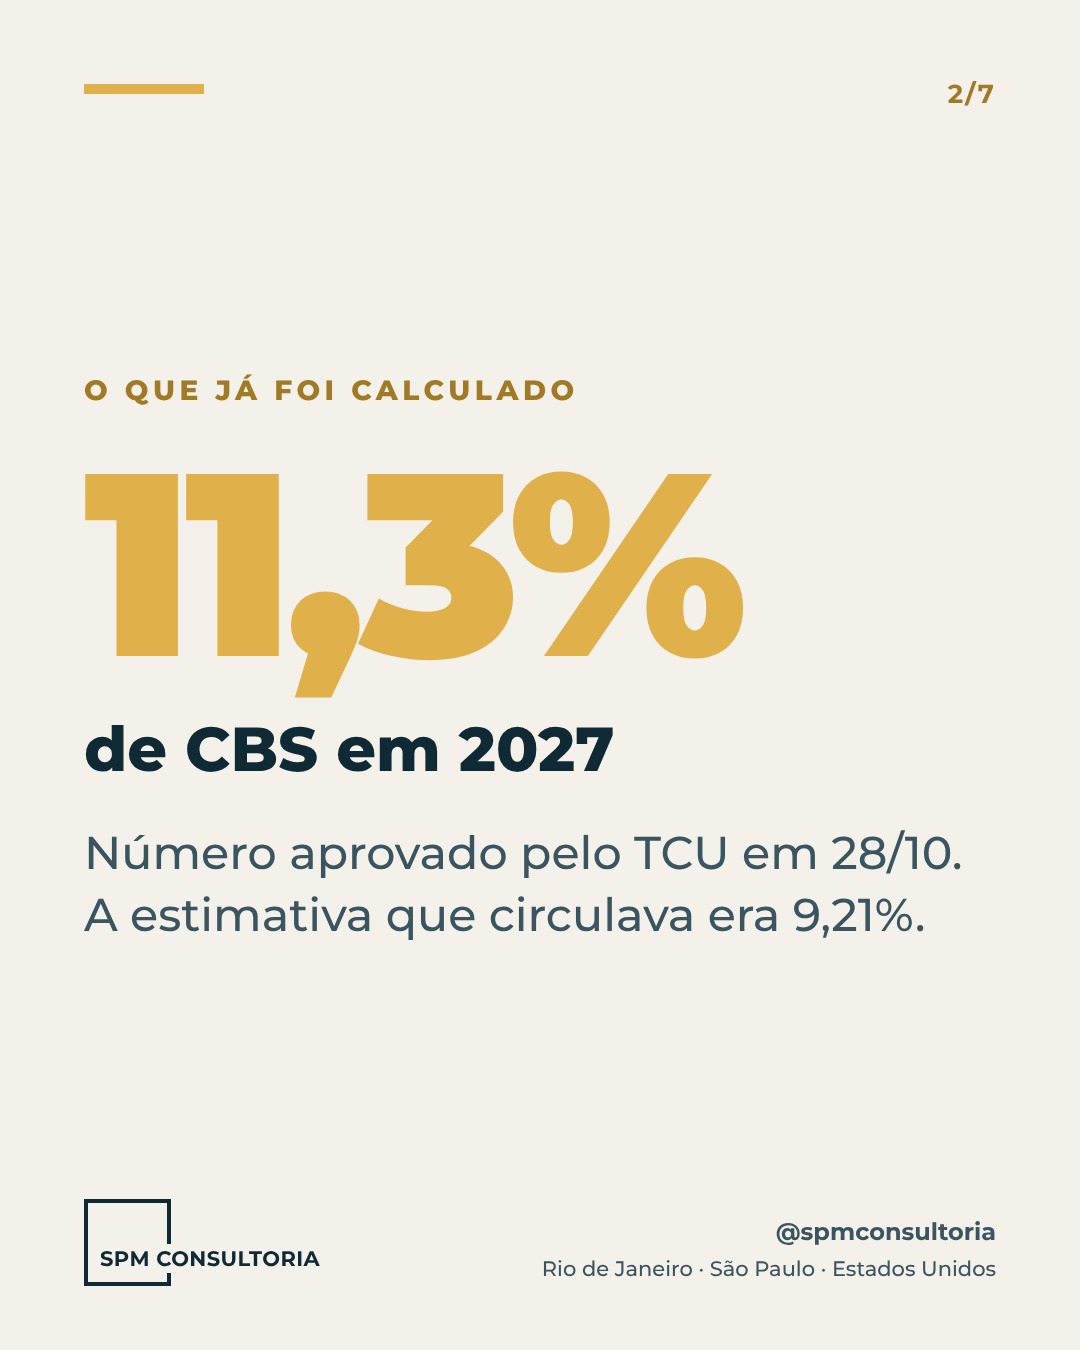 2/7
O QUE JÁ FOI CALCULADO
11,3%
de CBS em 2027
Número aprovado pelo TCU em 28/10.
A estimativa que circulava era 9,21%.
SPM CONSULTORIA
@spmconsultoria
Rio de Janeiro · São Paulo · Estados Unidos